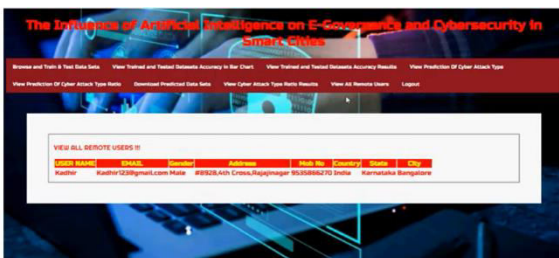 The Influence of Artificial Intelligence on E-Governance and Cybersecurity in
Smart Cities
Browse and Train & Test Data Sets View Trained and Tested Datasets Accuracy in Bar Chart View Trained and Tested Datasets Accuracy Results View Prediction Of Cyber Attack Type
View Prediction Of Cyber Attack Type Ratio Download Predicted Data Sets View Cyber Attack Type Ratio Results View All Remote Users Logout
VIEW ALL REMOTE USERS !!!
USER NAME EMAIL Gender Address Mob No Country State City
Kadhir Kadhir123@gmail.com Male #8928,4th Cross,Rajajinagar 9535866270 India Karnataka Bangalore